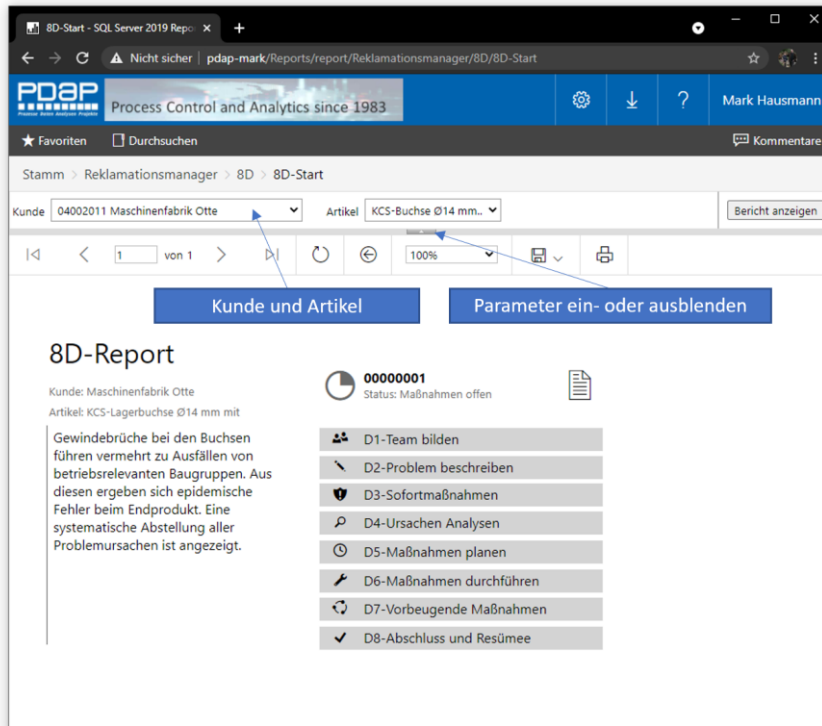 8D-Start - SQL Server 2019 Repo
Nicht sicher | pdap-mark/Reports/report/Reklamationsmanager/8D/8D-Start
PDAP
Prozess Daten Analysen Projekte
Process Control and Analytics since 1983
Mark Hausmann
Favoriten Durchsuchen Kommentare
Stamm > Reklamationsmanager > 8D > 8D-Start
Kunde 04002011 Maschinenfabrik Otte Artikel KCS-Buchse Ø14 mm.. Bericht anzeigen
1 von 1 100%
Kunde und Artikel
Parameter ein- oder ausblenden
8D-Report
Kunde: Maschinenfabrik Otte
Artikel: KCS-Lagerbuchse Ø14 mm mit
Gewindebrüche bei den Buchsen
führen vermehrt zu Ausfällen von
betriebsrelevanten Baugruppen. Aus
diesen ergeben sich epidemische
Fehler beim Endprodukt. Eine
systematische Abstellung aller
Problemursachen ist angezeigt.
00000001
Status: Maßnahmen offen
D1-Team bilden
D2-Problem beschreiben
D3-Sofortmaßnahmen
D4-Ursachen Analysen
D5-Maßnahmen planen
D6-Maßnahmen durchführen
D7-Vorbeugende Maßnahmen
D8-Abschluss und Resümee